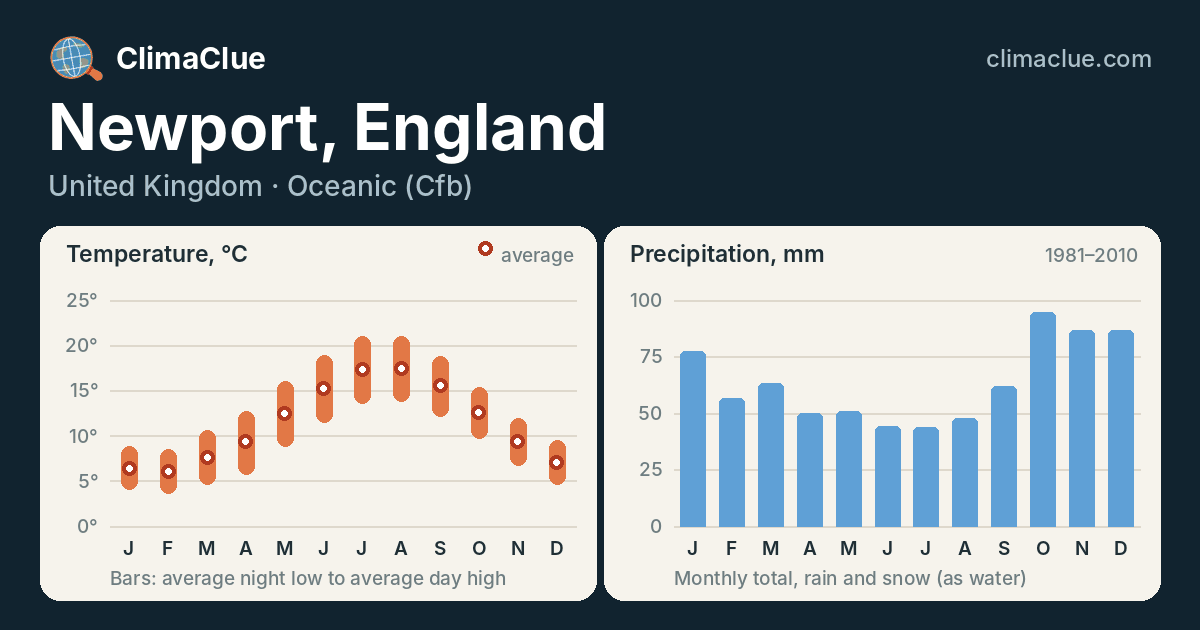 ClimaClue
climaclue.com
Newport, England
United Kingdom · Oceanic (Cfb)
Temperature, °C
average
25°
20°
15°
10°
5°
0°
J F M A M J J A S O N D
Bars: average night low to average day high
Precipitation, mm
1981–2010
100
75
50
25
0
J F M A M J J A S O N D
Monthly total, rain and snow (as water)